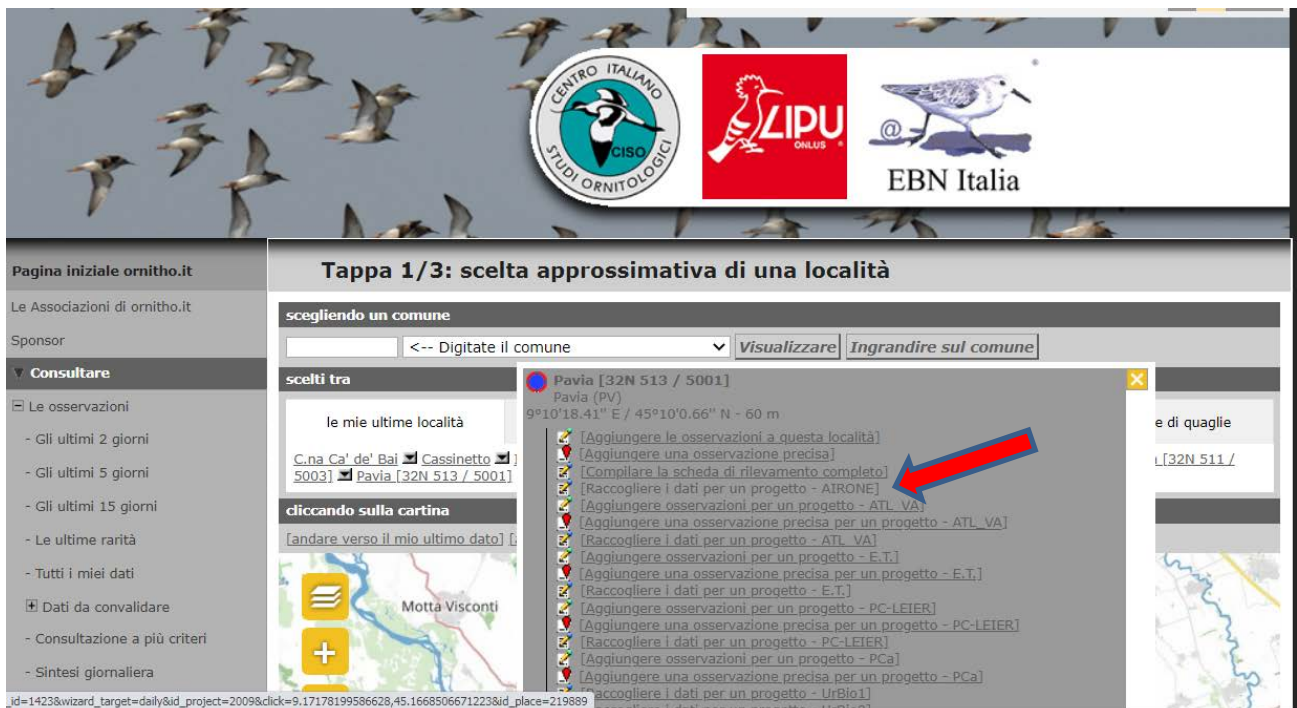 CENTRO ITALIANO
CISO
STUDI ORNITOLOGICI
LIPU
ONLUS
@
EBN Italia
Pagina iniziale ornitho.it
Le Associazioni di ornitho.it
Sponsor
Consultare
Le osservazioni
- Gli ultimi 2 giorni
- Gli ultimi 5 giorni
- Gli ultimi 15 giorni
- Le ultime rarità
- Tutti i miei dati
Dati da convalidare
- Consultazione a più criteri
- Sintesi giornaliera
Tappa 1/3: scelta approssimativa di una località
scegliendo un comune
<-- Digitate il comune Visualizzare Ingrandire sul comune
scelti tra
le mie ultime località
e di quaglie
C.na Ca' de' Bai Cassinetto
5003] Pavia [32N 513 / 5001]
[32N 511 /
cliccando sulla cartina
[andare verso il mio ultimo dato] [
Motta Visconti
+
Pavia [32N 513 / 5001]
Pavia (PV)
9°10'18.41" E / 45°10'0.66" N - 60 m
[Aggiungere le osservazioni a questa località]
[Aggiungere una osservazione precisa]
[Compilare la scheda di rilevamento completo]
[Raccogliere i dati per un progetto - AIRONE]
[Aggiungere osservazioni per un progetto - ATL_VA]
[Aggiungere una osservazione precisa per un progetto - ATL_VA]
[Raccogliere i dati per un progetto - ATL_VA]
[Aggiungere osservazioni per un progetto - E.T.]
[Aggiungere una osservazione precisa per un progetto - E.T.]
[Raccogliere i dati per un progetto - E.T.]
[Aggiungere osservazioni per un progetto - PC-LEIER]
[Aggiungere una osservazione precisa per un progetto - PC-LEIER]
[Raccogliere i dati per un progetto - PC-LEIER]
[Aggiungere osservazioni per un progetto - PCa]
[Aggiungere una osservazione precisa per un progetto - PCa]
[Raccogliere i dati per un progetto - UrBio1]
_id=1423&wizard_target=daily&id_project=2009&click=9.17178199586628,45.1668506671223&id_place=219889